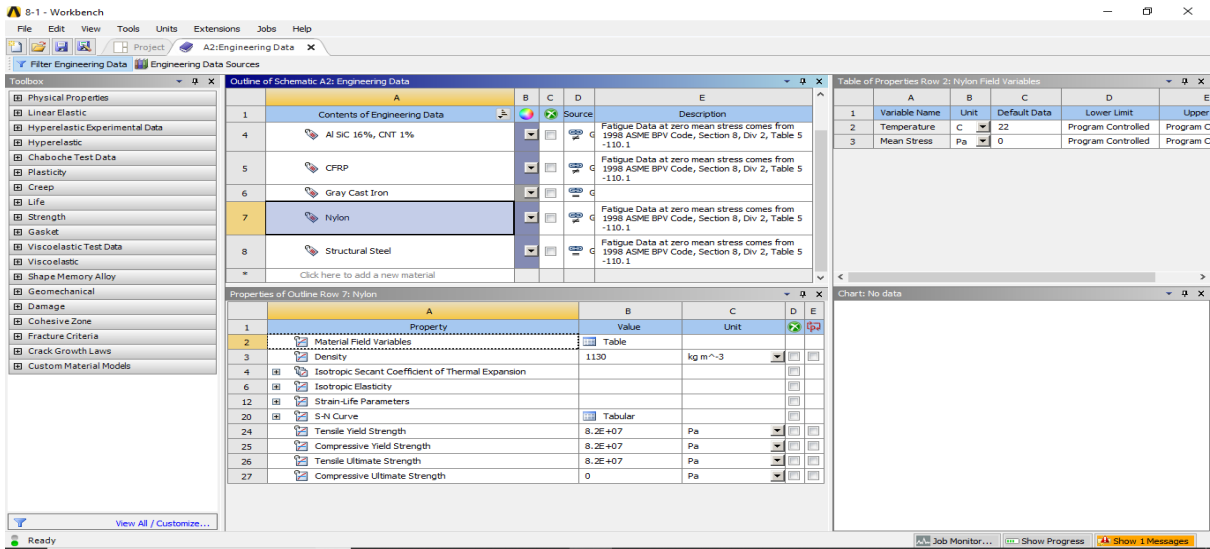 8-1 - Workbench
File Edit View Tools Units Extensions Jobs Help
Project A2:Engineering Data
Filter Engineering Data Engineering Data Sources
Toolbox
Physical Properties
Linear Elastic
Hyperelastic Experimental Data
Hyperelastic
Chaboche Test Data
Plasticity
Creep
Life
Strength
Gasket
Viscoelastic Test Data
Viscoelastic
Shape Memory Alloy
Geomechanical
Damage
Cohesive Zone
Fracture Criteria
Crack Growth Laws
Custom Material Models
View All / Customize...
Outline of Schematic A2: Engineering Data
A B C D E
1 Contents of Engineering Data Source Description
4 Al SiC 16%, CNT 1% G Fatigue Data at zero mean stress comes from
1998 ASME BPV Code, Section 8, Div 2, Table 5
-110.1
5 CFRP G Fatigue Data at zero mean stress comes from
1998 ASME BPV Code, Section 8, Div 2, Table 5
-110.1
6 Gray Cast Iron G
7 Nylon G Fatigue Data at zero mean stress comes from
1998 ASME BPV Code, Section 8, Div 2, Table 5
-110.1
8 Structural Steel G Fatigue Data at zero mean stress comes from
1998 ASME BPV Code, Section 8, Div 2, Table 5
-110.1
* Click here to add a new material
Properties of Outline Row 7: Nylon
A B C D E
1 Property Value Unit
2 Material Field Variables Table
3 Density 1130 kg m^-3
4 Isotropic Secant Coefficient of Thermal Expansion
6 Isotropic Elasticity
12 Strain-Life Parameters
20 S-N Curve Tabular
24 Tensile Yield Strength 8.2E+07 Pa
25 Compressive Yield Strength 8.2E+07 Pa
26 Tensile Ultimate Strength 8.2E+07 Pa
27 Compressive Ultimate Strength 0 Pa
Table of Properties Row 2: Nylon Field Variables
A B C D E
1 Variable Name Unit Default Data Lower Limit Upper
2 Temperature C 22 Program Controlled Program C
3 Mean Stress Pa 0 Program Controlled Program C
Chart: No data
Ready
Job Monitor... Show Progress Show 1 Messages